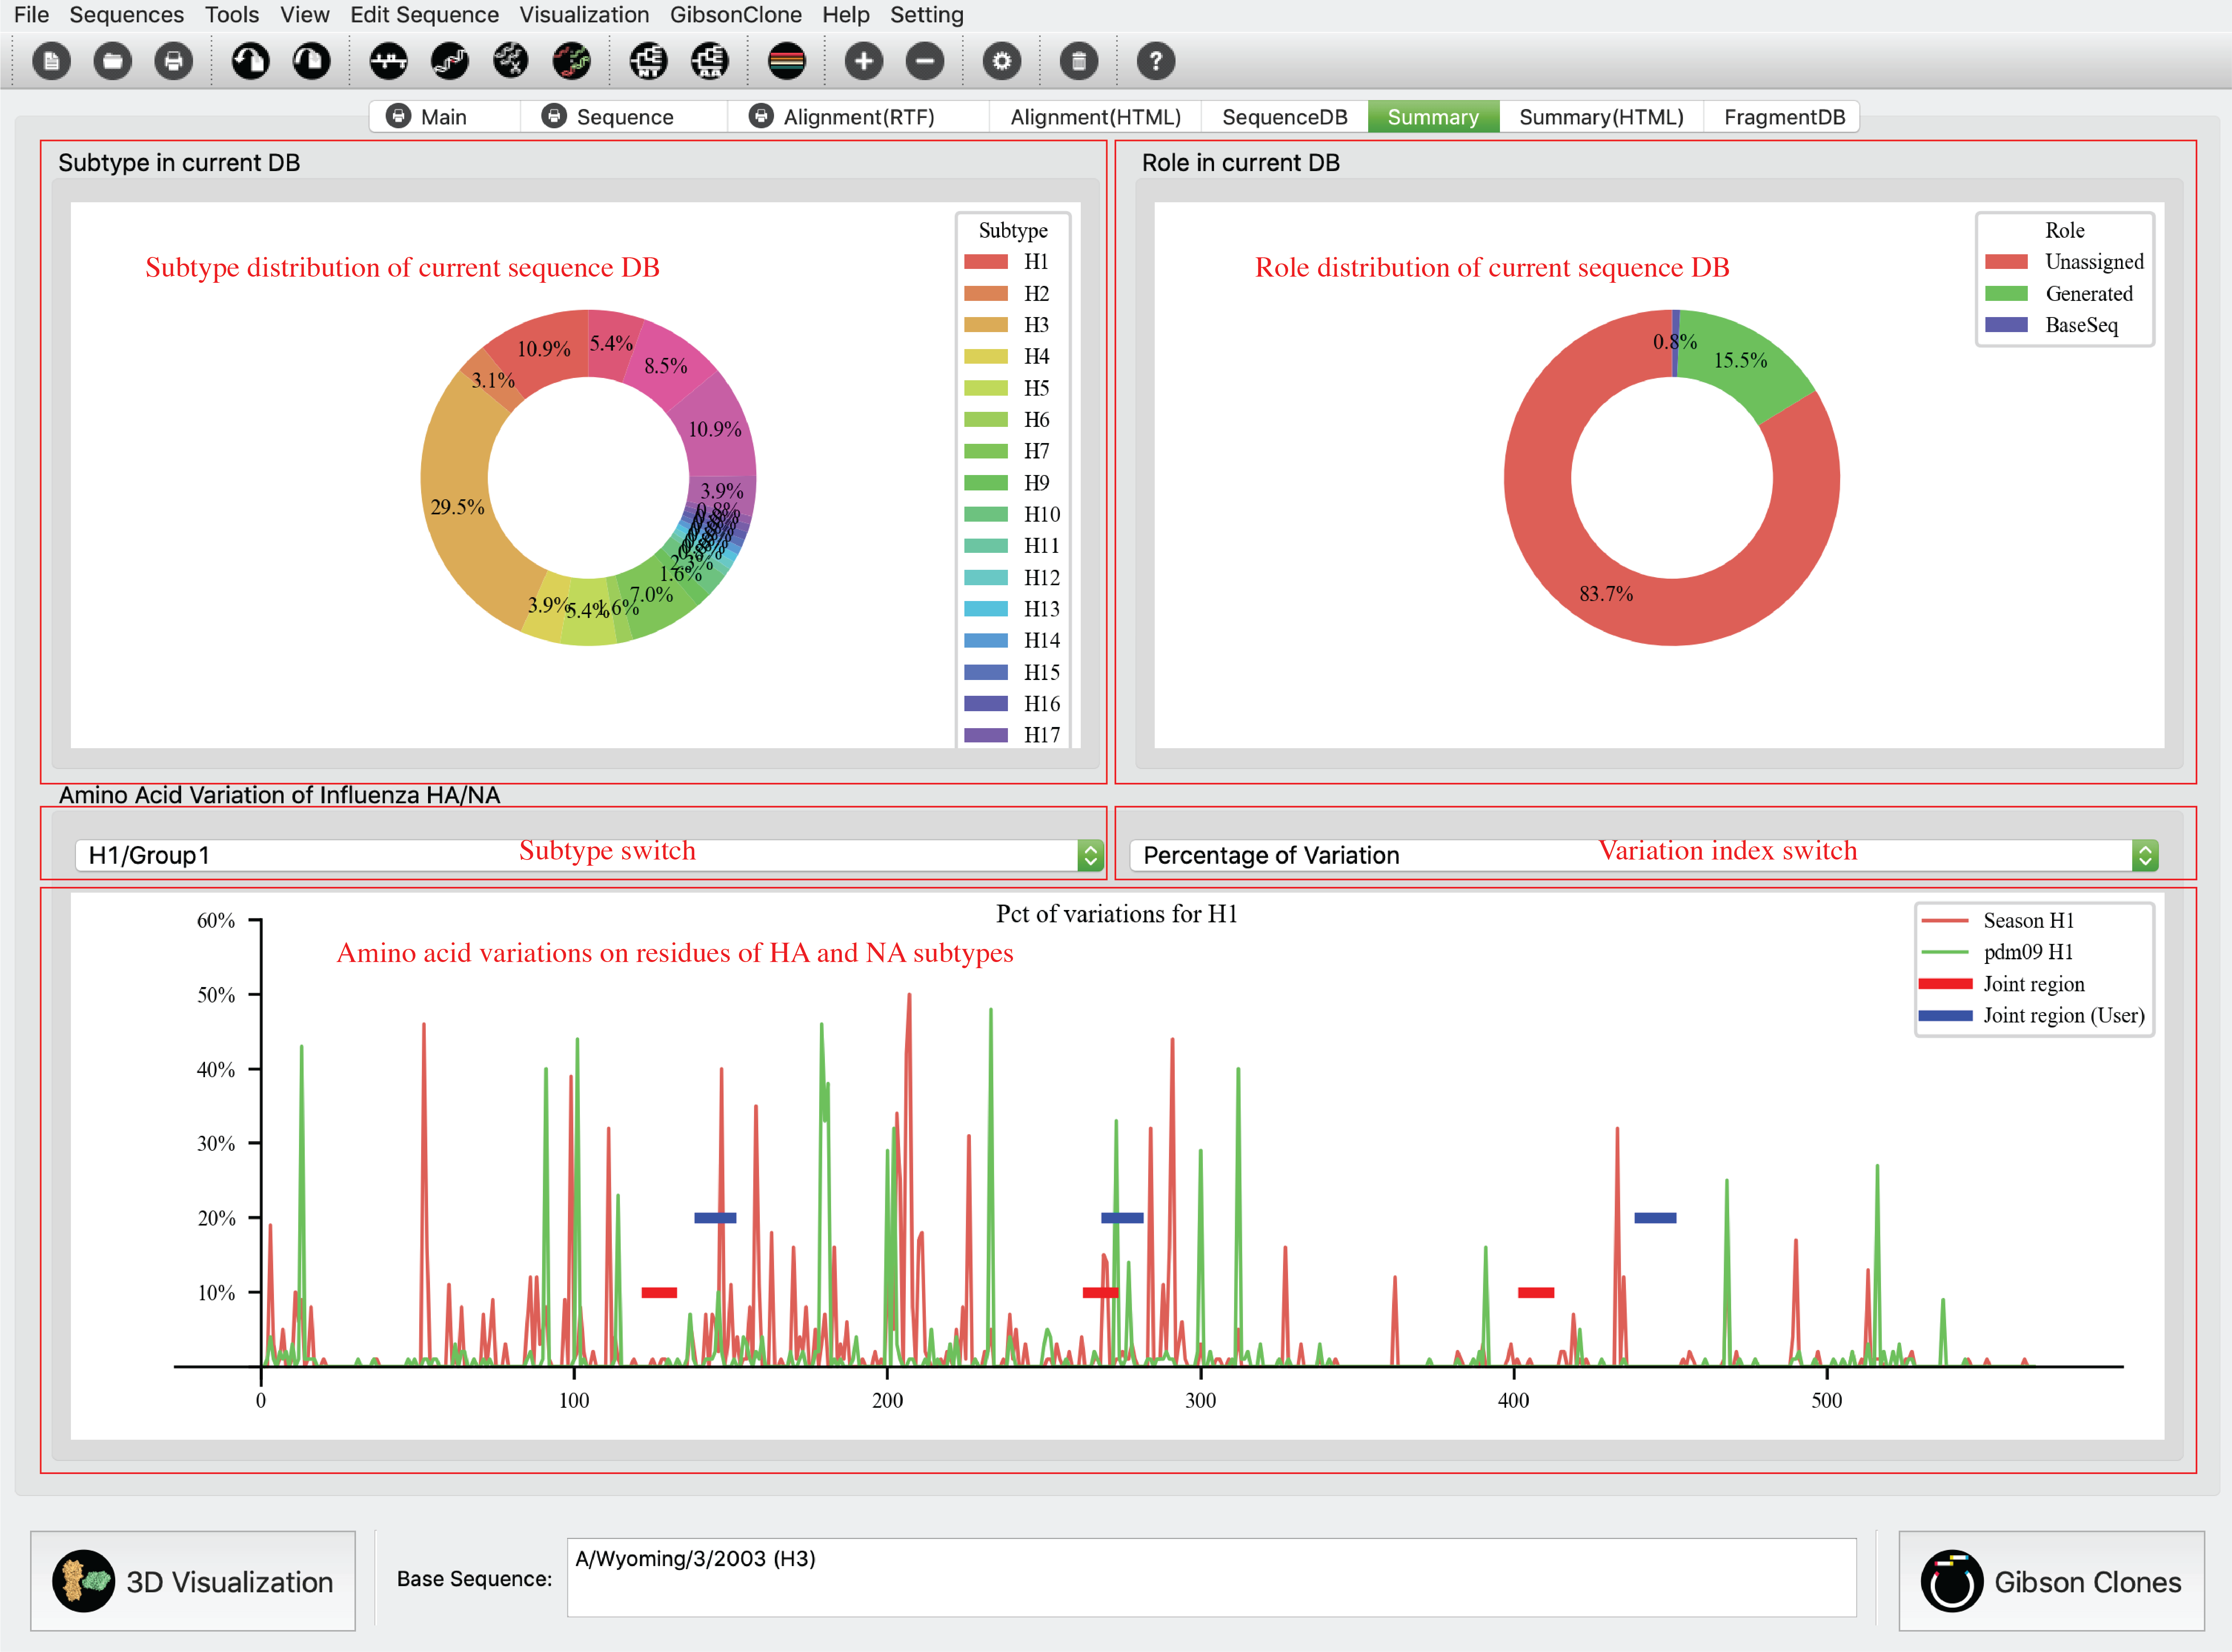 File Sequences Tools View Edit Sequence Visualization GibsonClone Help Setting
NT AA ?
Main Sequence Alignment(RTF) Alignment(HTML) SequenceDB Summary Summary(HTML) FragmentDB
Subtype in current DB
Subtype distribution of current sequence DB
5.4%
8.5%
10.9%
3.9%
0.8%
2.3%
1.6%
7.0%
1.6%
5.4%
3.9%
29.5%
3.1%
10.9%
Subtype
H1
H2
H3
H4
H5
H6
H7
H9
H10
H11
H12
H13
H14
H15
H16
H17
Role in current DB
Role distribution of current sequence DB
0.8%
15.5%
83.7%
Role
Unassigned
Generated
BaseSeq
Amino Acid Variation of Influenza HA/NA
H1/Group1 Subtype switch
Percentage of Variation Variation index switch
Pct of variations for H1
Amino acid variations on residues of HA and NA subtypes
60%
50%
40%
30%
20%
10%
0 100 200 300 400 500
Season H1
pdm09 H1
Joint region
Joint region (User)
3D Visualization
Base Sequence:
A/Wyoming/3/2003 (H3)
Gibson Clones